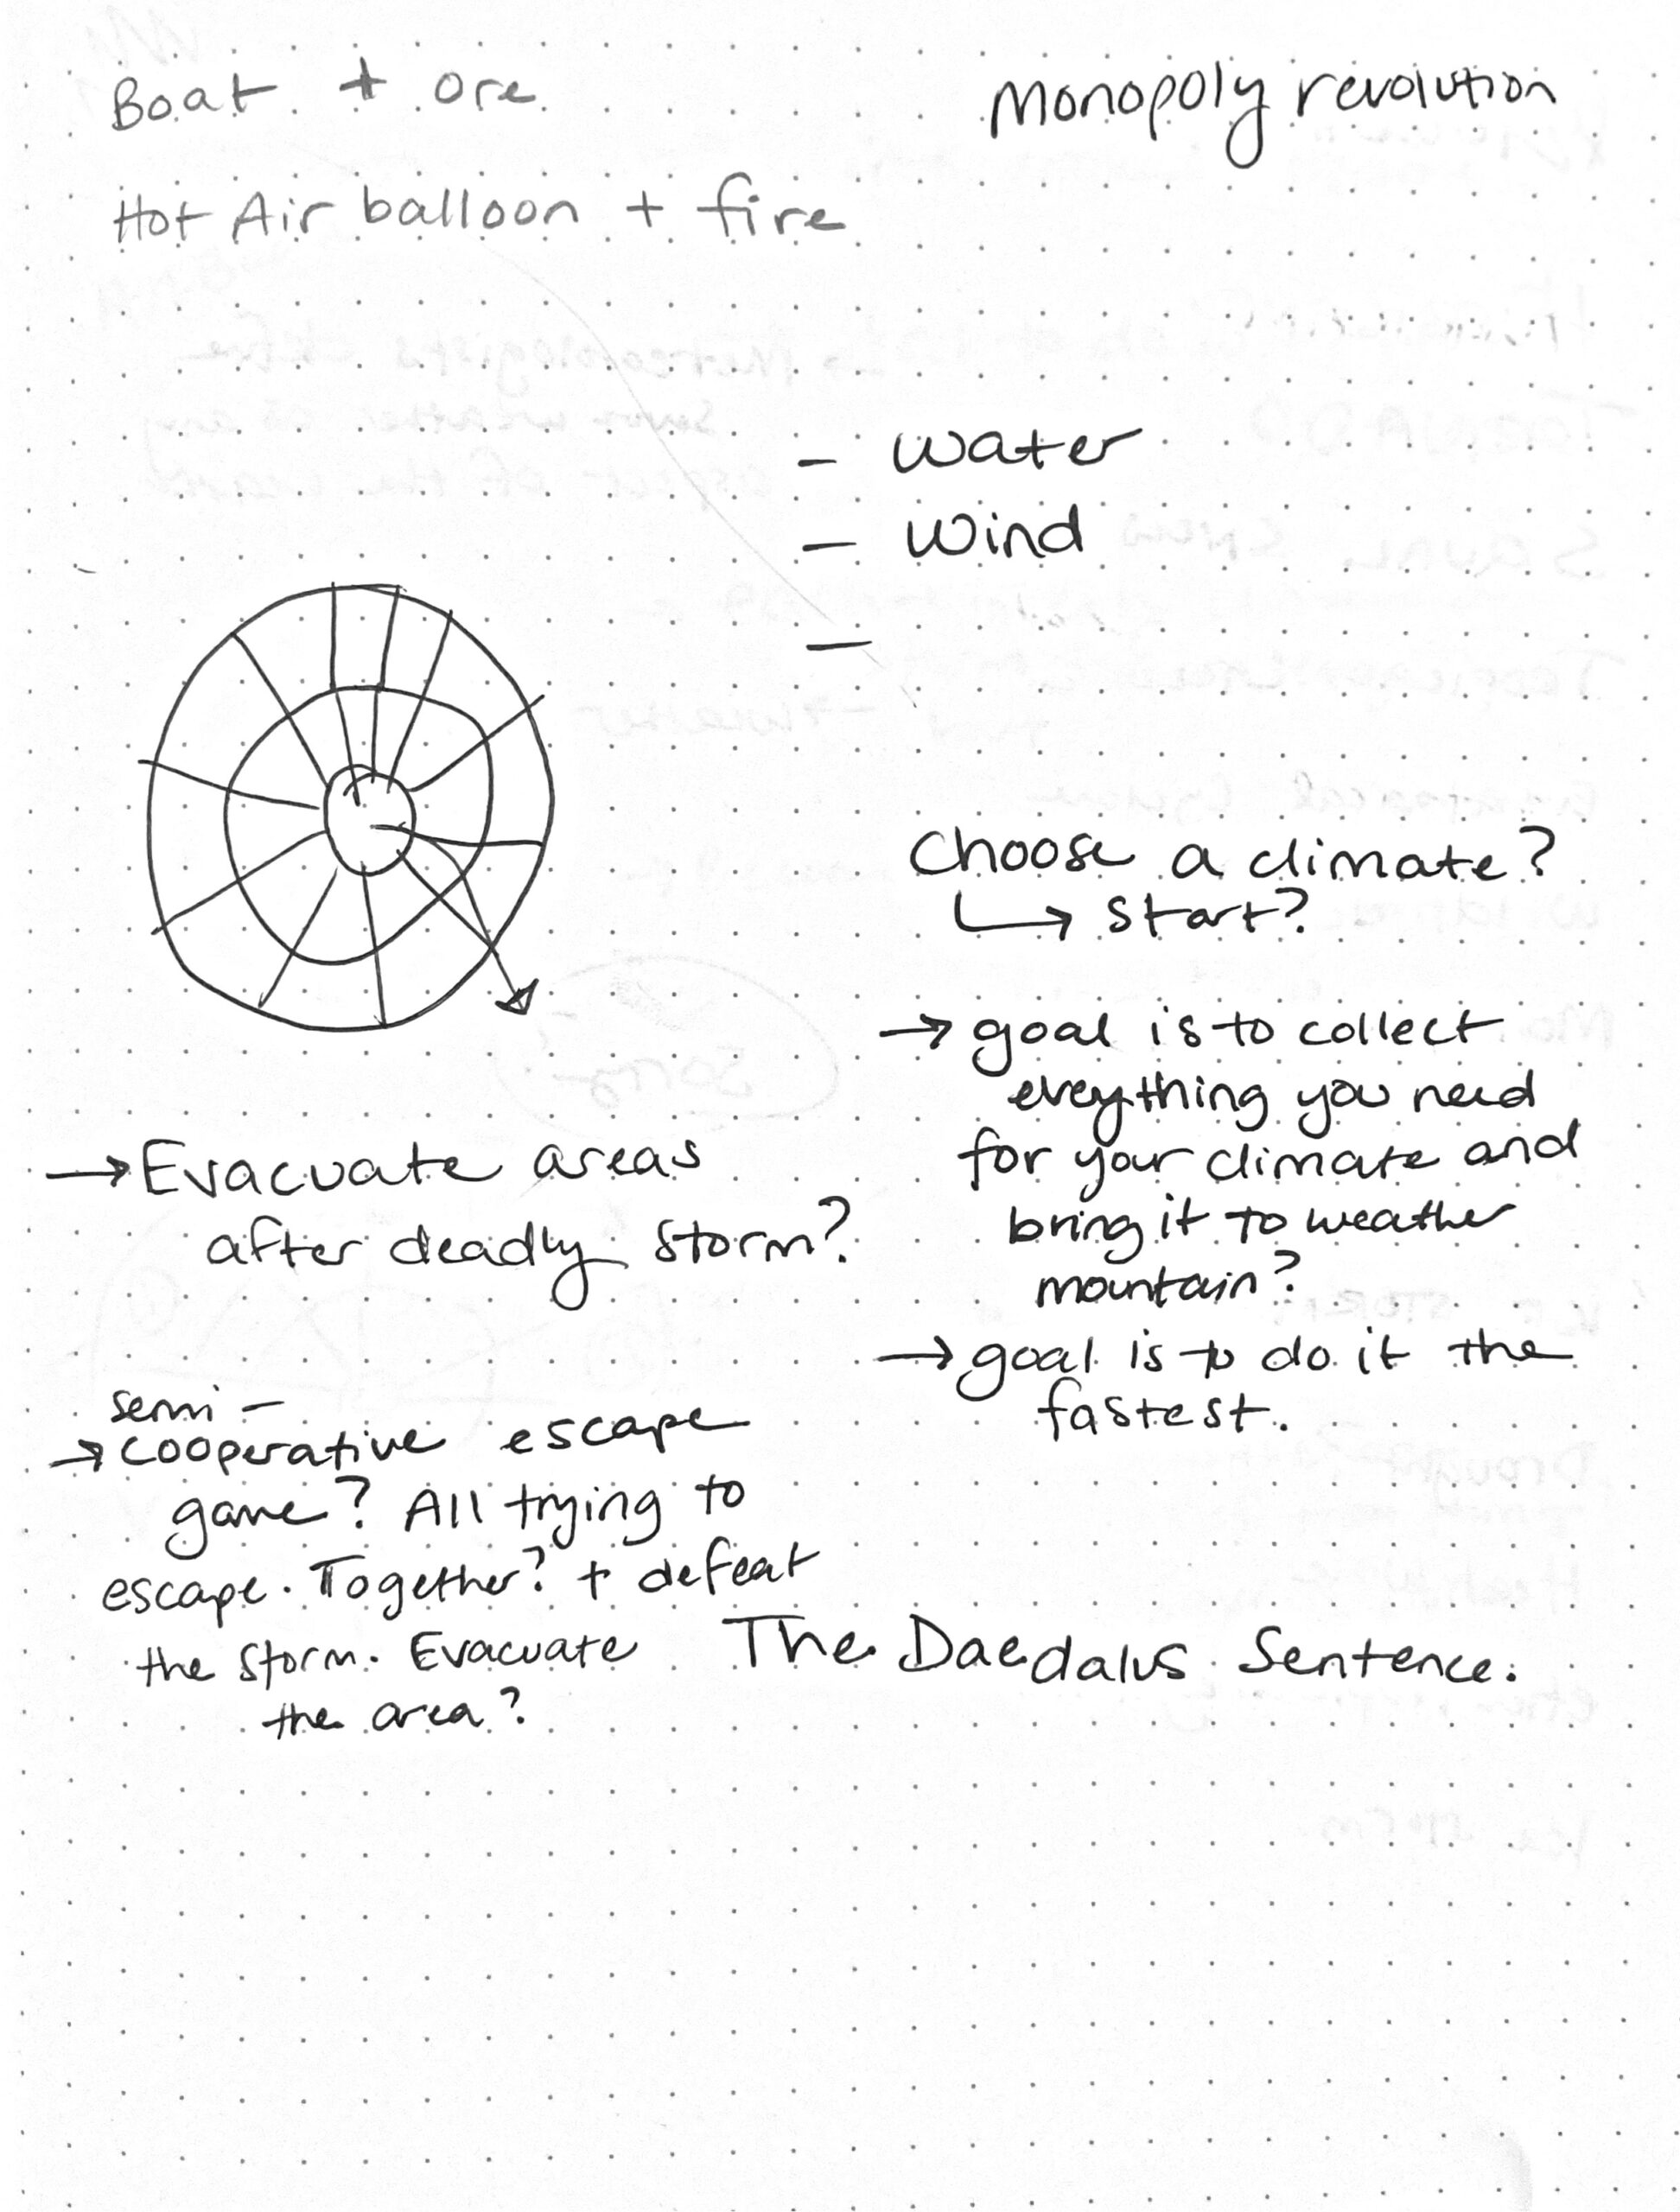 Boat + ore
Monopoly revolution
Hot Air balloon + fire
- Water
- Wind
-
Choose a climate?
↳ Start?
→ goal is to collect
eveything you need
for your climate and
bring it to weather
mountain?
→ goal is to do it the
fastest.
→ Evacuate areas
after deadly storm?
semi -
→ cooperative escape
game? All trying to
escape. Together? + defeat
the storm. Evacuate
the area?
The Daedalus Sentence.